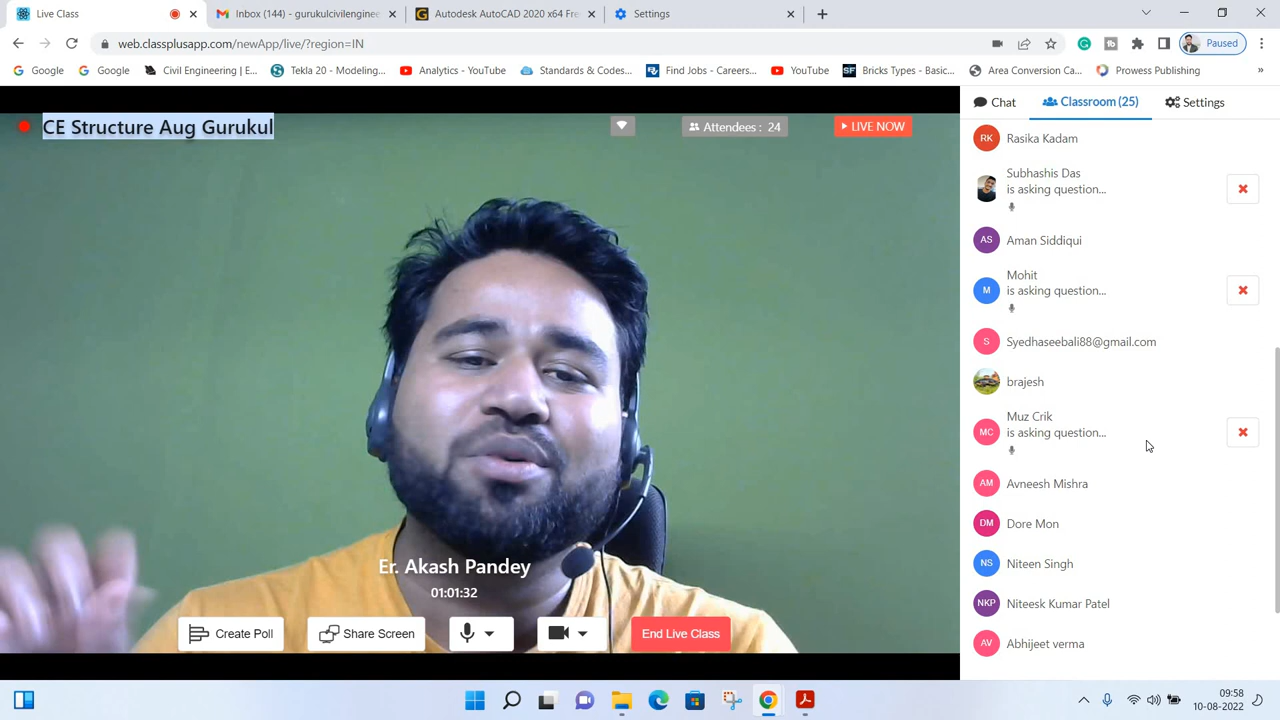 Live Class
Inbox (144) - gurukulcivilengine
Autodesk AutoCAD 2020 x64 Fre
Settings
web.classplusapp.com/newApp/live/?region=IN
Paused
Google
Google
Civil Engineering | E...
Tekla 20 - Modeling...
Analytics - YouTube
Standards & Codes...
Find Jobs - Careers...
YouTube
Bricks Types - Basic...
Area Conversion Ca...
Prowess Publishing
»
CE Structure Aug Gurukul
Attendees : 24
LIVE NOW
Er. Akash Pandey
01:01:32
Create Poll
Share Screen
End Live Class
Chat
Classroom (25)
Settings
RK Rasika Kadam
Subhashis Das
is asking question...
AS Aman Siddiqui
Mohit
M is asking question...
S Syedhaseebali88@gmail.com
brajesh
Muz Crik
MC is asking question...
AM Avneesh Mishra
DM Dore Mon
NS Niteen Singh
NKP Niteesk Kumar Patel
AV Abhijeet verma
09:58
10-08-2022